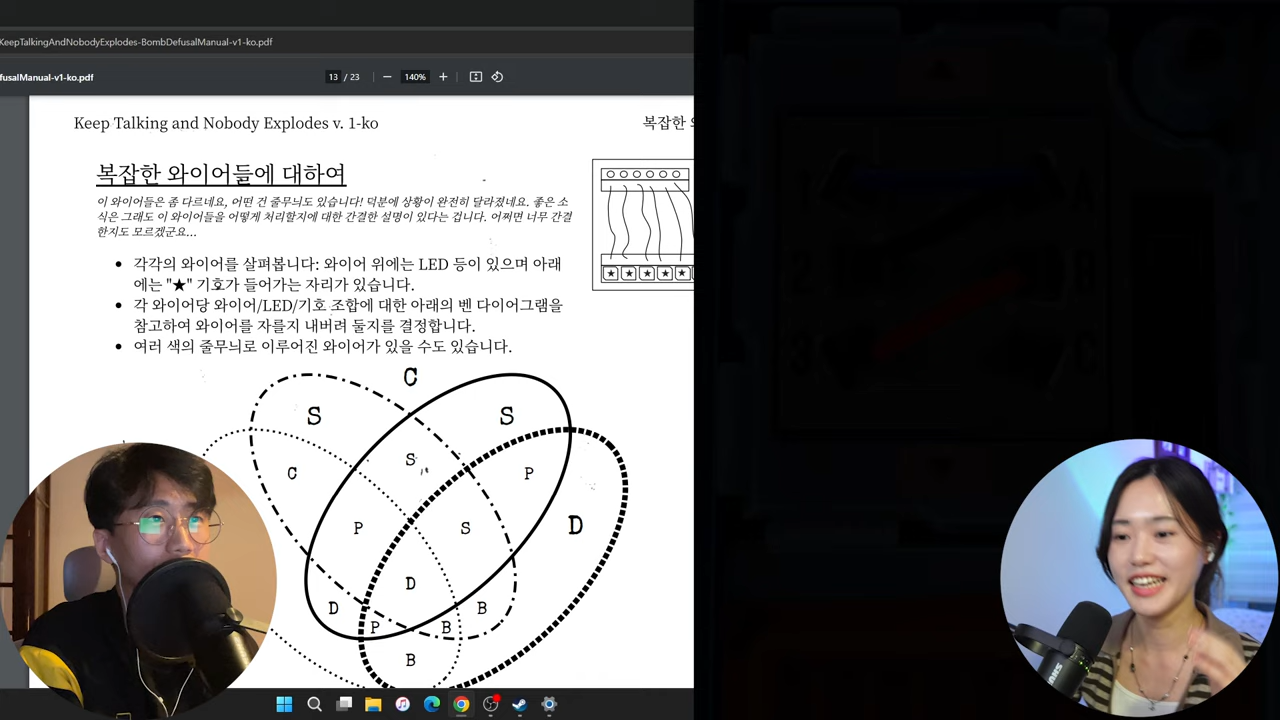 KeepTalkingAndNobodyExplodes-BombDefusalManual-v1-ko.pdf
fusalManual-v1-ko.pdf
13 / 23
140%
Keep Talking and Nobody Explodes v. 1-ko
복잡한
복잡한 와이어들에 대하여
이 와이어들은 좀 다르네요, 어떤 건 줄무늬도 있습니다! 덕분에 상황이 완전히 달라졌네요. 좋은 소
식은 그래도 이 와이어들을 어떻게 처리할지에 대한 간결한 설명이 있다는 겁니다. 어쩌면 너무 간결
한지도 모르겠군요...
각각의 와이어를 살펴봅니다: 와이어 위에는 LED 등이 있으며 아래
에는 "★" 기호가 들어가는 자리가 있습니다.
각 와이어당 와이어/LED/기호 조합에 대한 아래의 벤 다이어그램을
참고하여 와이어를 자를지 내버려 둘지를 결정합니다.
여러 색의 줄무늬로 이루어진 와이어가 있을 수도 있습니다.
C
S S
S
C P
P S D
D
D B
P B
B
1 A
2 B
3 C